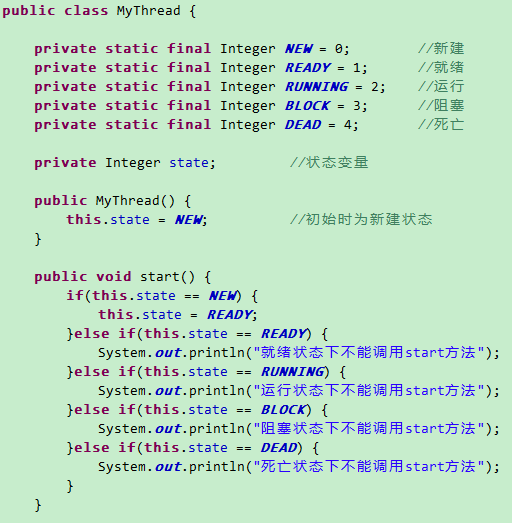 public class MyThread {
private static final Integer NEW = 0; //新建
private static final Integer READY = 1; //就绪
private static final Integer RUNNING = 2; //运行
private static final Integer BLOCK = 3; //阻塞
private static final Integer DEAD = 4; //死亡
private Integer state; //状态变量
public MyThread() {
this.state = NEW; //初始时为新建状态
}
public void start() {
if(this.state == NEW) {
this.state = READY;
}else if(this.state == READY) {
System.out.println("就绪状态下不能调用start方法");
}else if(this.state == RUNNING) {
System.out.println("运行状态下不能调用start方法");
}else if(this.state == BLOCK) {
System.out.println("阻塞状态下不能调用start方法");
}else if(this.state == DEAD) {
System.out.println("死亡状态下不能调用start方法");
}
}